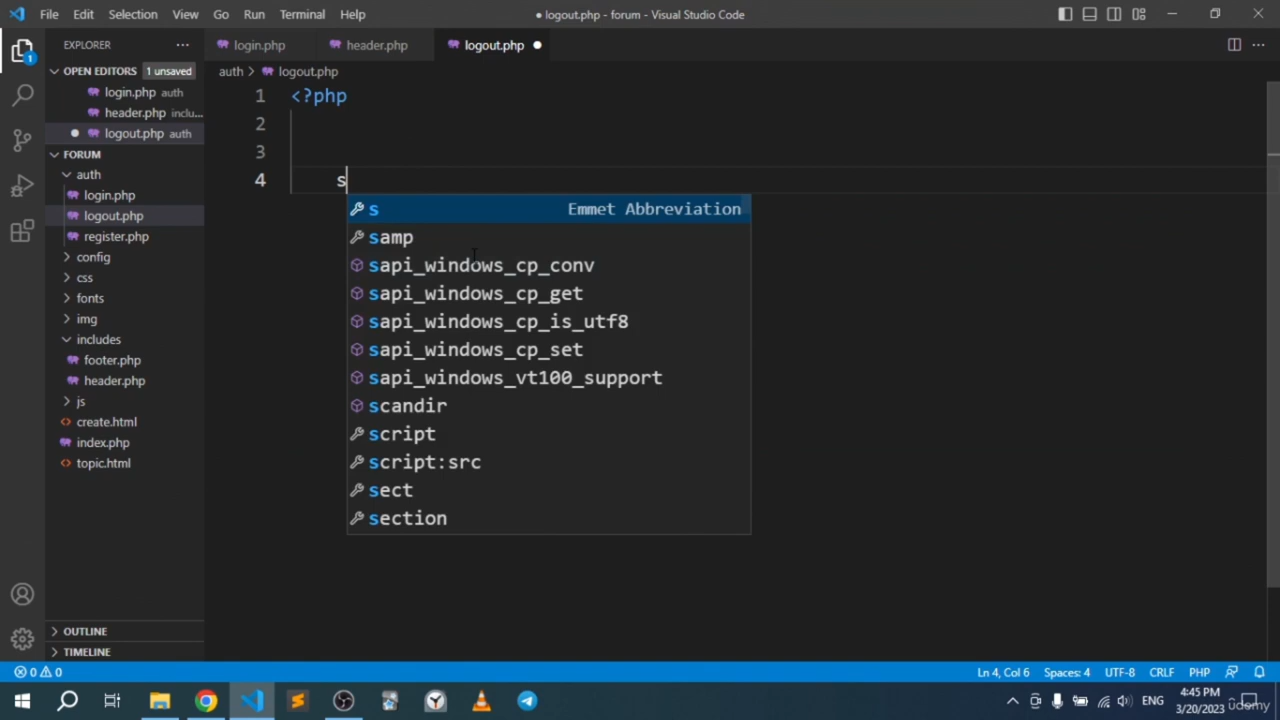 File Edit Selection View Go Run Terminal Help
● logout.php - forum - Visual Studio Code
EXPLORER
login.php
header.php
logout.php
OPEN EDITORS 1 unsaved
auth > logout.php
login.php auth
header.php inclu...
logout.php auth
FORUM
auth
login.php
logout.php
register.php
config
css
fonts
img
includes
footer.php
header.php
js
create.html
index.php
topic.html
OUTLINE
TIMELINE
1 <?php
2
3
4 s
s Emmet Abbreviation
samp
sapi_windows_cp_conv
sapi_windows_cp_get
sapi_windows_cp_is_utf8
sapi_windows_cp_set
sapi_windows_vt100_support
scandir
script
script:src
sect
section
1
0 0
Ln 4, Col 6 Spaces: 4 UTF-8 CRLF PHP
ENG
4:45 PM
3/20/2023
udemy